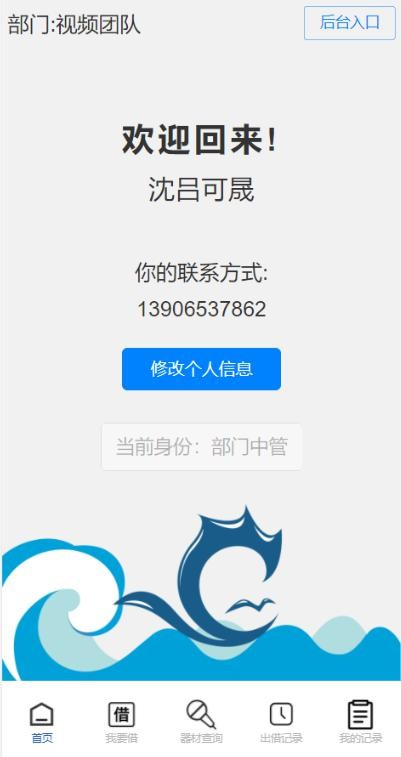 部门:视频团队
后台入口
欢迎回来!
沈吕可晟
你的联系方式:
13906537862
修改个人信息
当前身份：部门中管
借
首页
我要借
器材查询
出借记录
我的记录